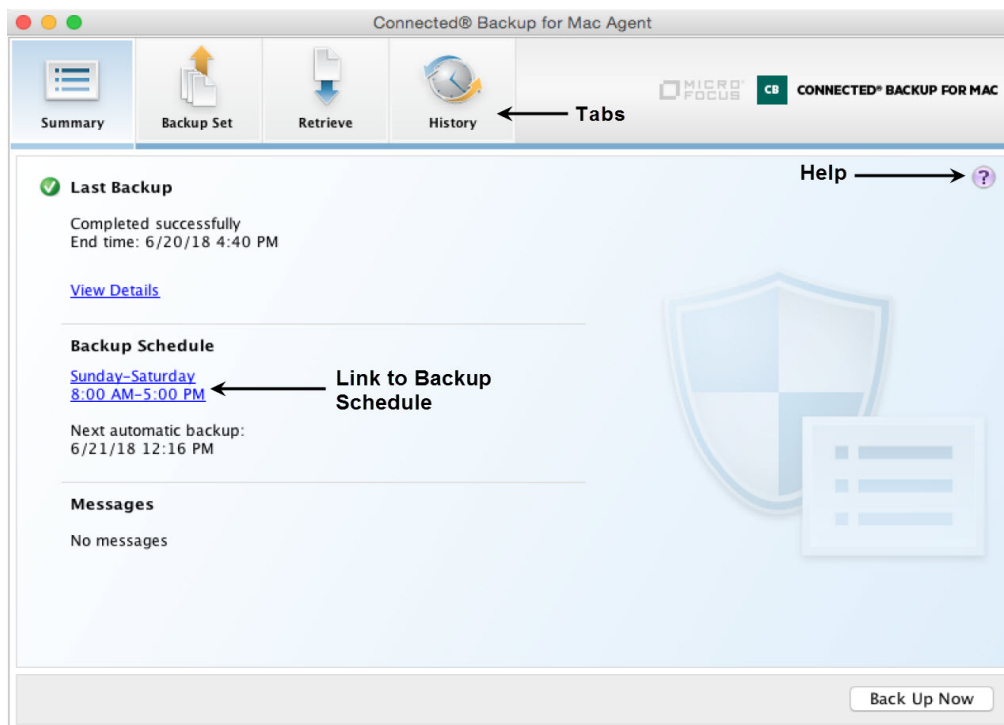 Connected® Backup for Mac Agent
Summary
Backup Set
Retrieve
History
Tabs
MICRO
FOCUS
CB
CONNECTED® BACKUP FOR MAC
Help
?
Last Backup
Completed successfully
End time: 6/20/18 4:40 PM
View Details
Backup Schedule
Sunday–Saturday
8:00 AM–5:00 PM
Link to Backup
Schedule
Next automatic backup:
6/21/18 12:16 PM
Messages
No messages
Back Up Now